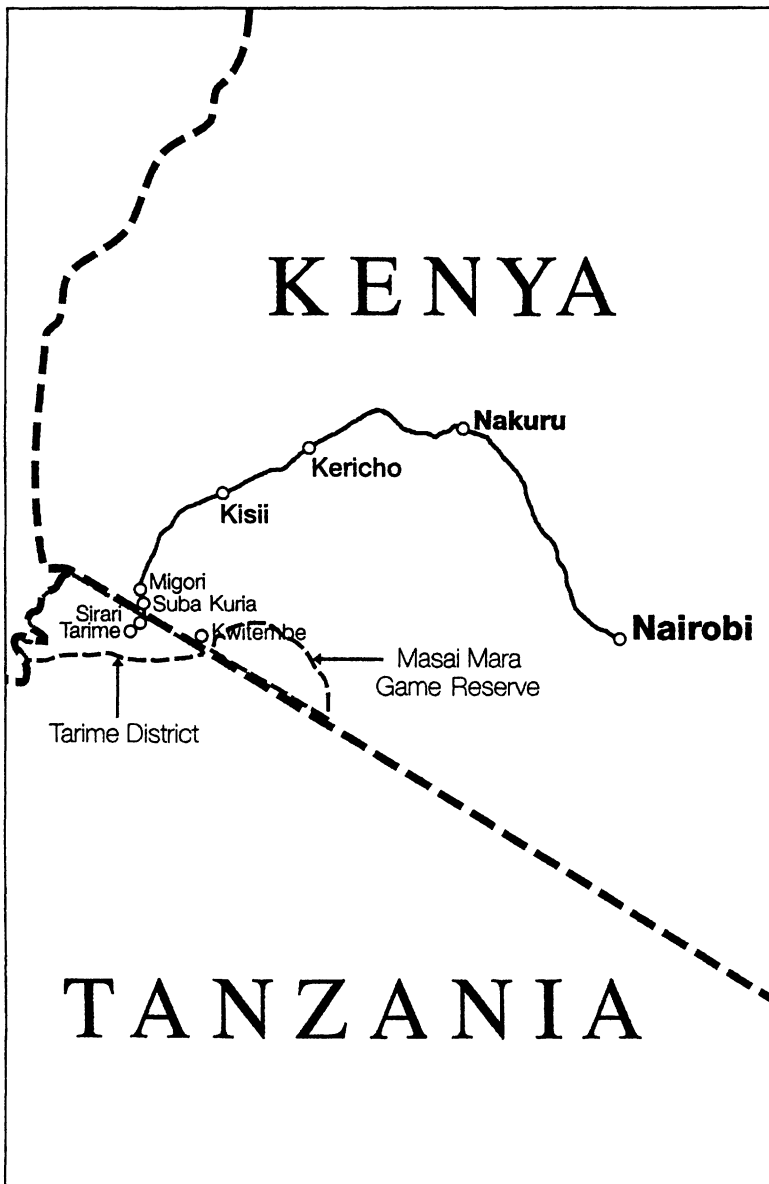 KENYA
Nakuru
Kericho
Kisii
Migori
Suba Kuria
Sirari
Tarime
Kwitembe
Nairobi
Masai Mara
Game Reserve
Tarime District
TANZANIA